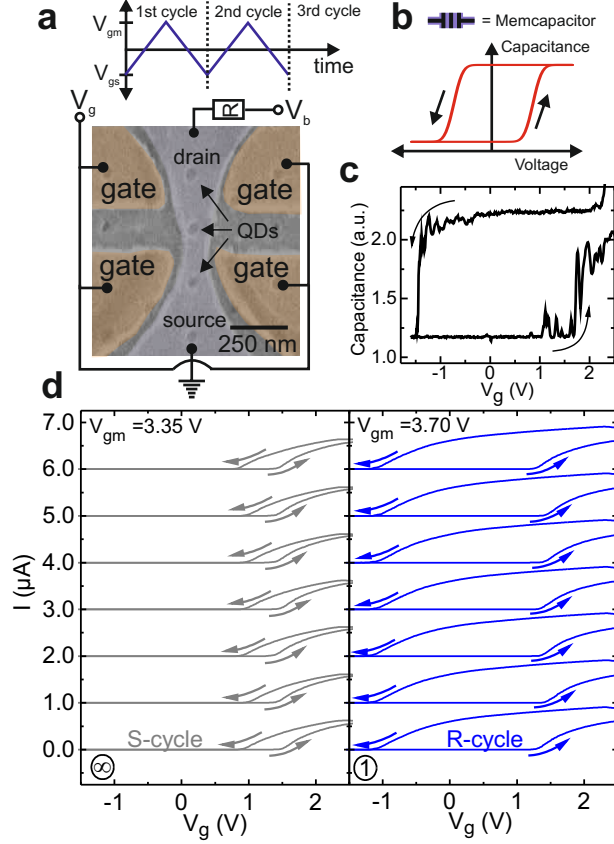 a
1st cycle
2nd cycle
3rd cycle
Vgm
Vgs
time
Vg
R
Vb
drain
gate
gate
QDs
gate
gate
source
250 nm
b
= Memcapacitor
Capacitance
Voltage
c
Capacitance (a.u.)
2.25
1.50
1.0
-1
0
1
2
Vg (V)
d
Vgm =3.35 V
Vgm =3.70 V
I (µA)
7.0
6.0
5.0
4.0
3.0
2.0
1.0
0.0
S-cycle
R-cycle
∞
1
-1
0
1
2
-1
0
1
2
Vg (V)
Vg (V)